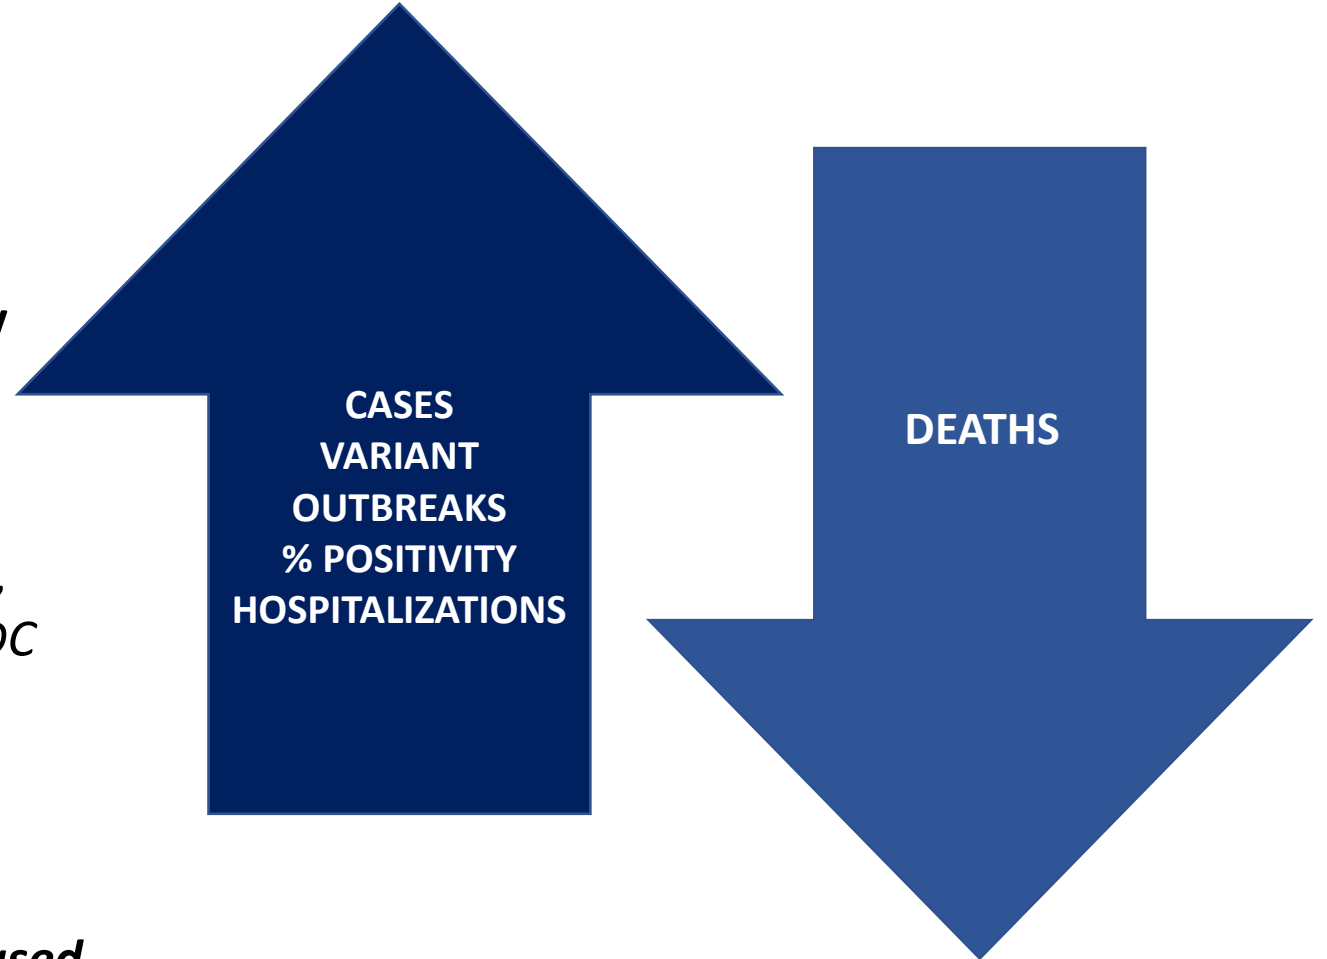 CASES
VARIANT
OUTBREAKS
% POSITIVITY
HOSPITALIZATIONS
DEATHS